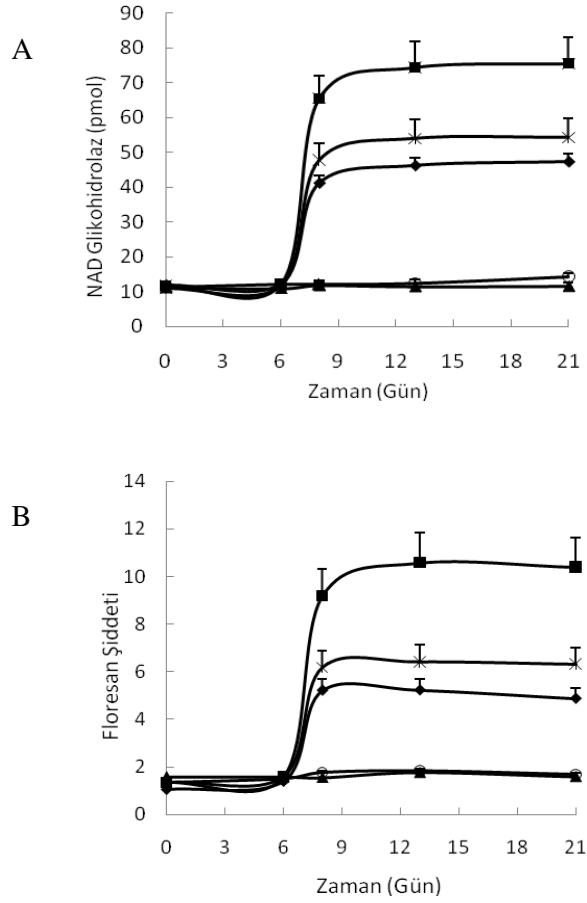 A
NAD Glikohidrolaz (pmol)
90
80
70
60
50
40
30
20
10
0
0 3 6 9 12 15 18 21
Zaman (Gün)
B
Floresan Şiddeti
14
12
10
8
6
4
2
0
0 3 6 9 12 15 18 21
Zaman (Gün)